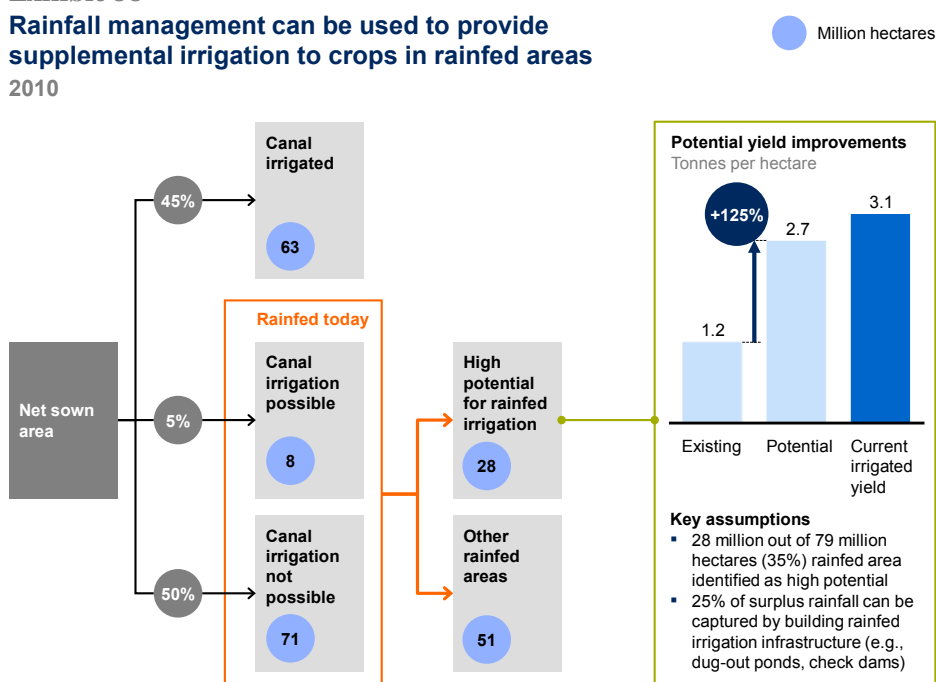 Rainfall management can be used to provide
supplemental irrigation to crops in rainfed areas
2010
Million hectares
Net sown
area
45%
5%
50%
Canal
irrigated
63
Rainfed today
Canal
irrigation
possible
8
Canal
irrigation
not
possible
71
High
potential
for rainfed
irrigation
28
Other
rainfed
areas
51
Potential yield improvements
Tonnes per hectare
+125%
1.2
2.7
3.1
Existing
Potential
Current
irrigated
yield
Key assumptions
▪ 28 million out of 79 million
hectares (35%) rainfed area
identified as high potential
▪ 25% of surplus rainfall can be
captured by building rainfed
irrigation infrastructure (e.g.,
dug-out ponds, check dams)